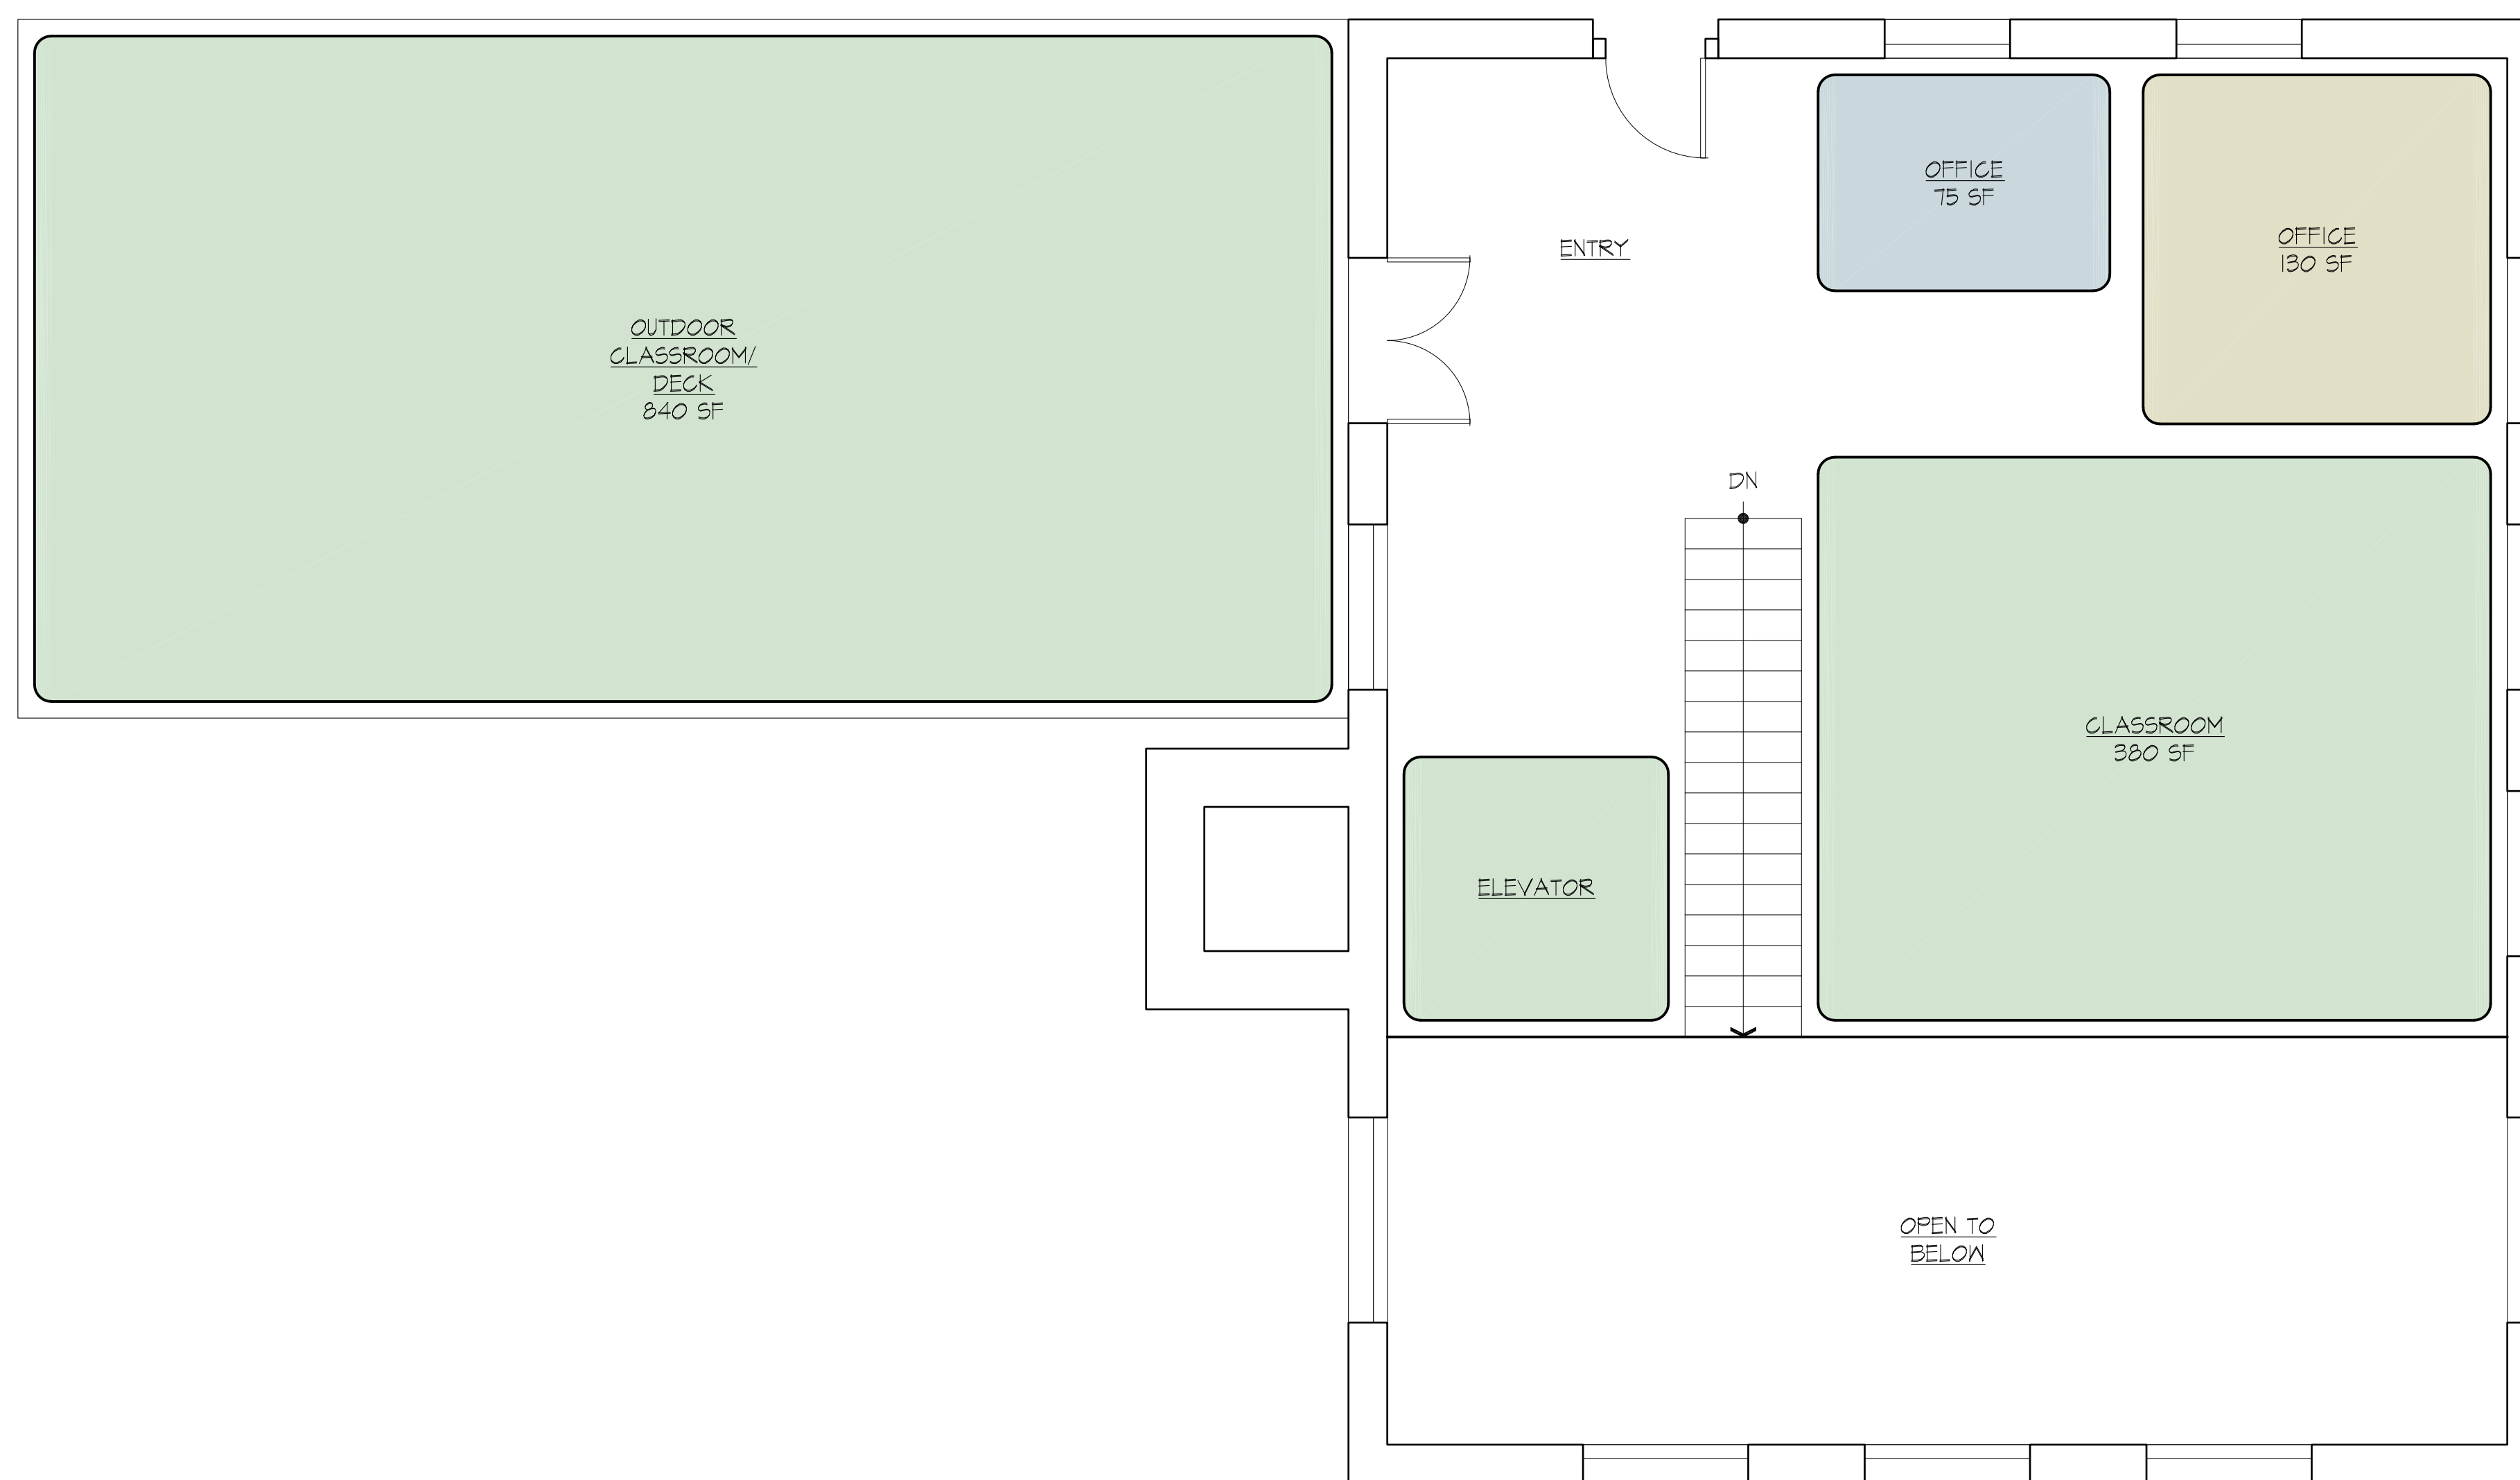 OUTDOOR
CLASSROOM/
DECK
840 SF
ENTRY
OFFICE
75 SF
OFFICE
130 SF
DN
CLASSROOM
380 SF
ELEVATOR
OPEN TO
BELOW